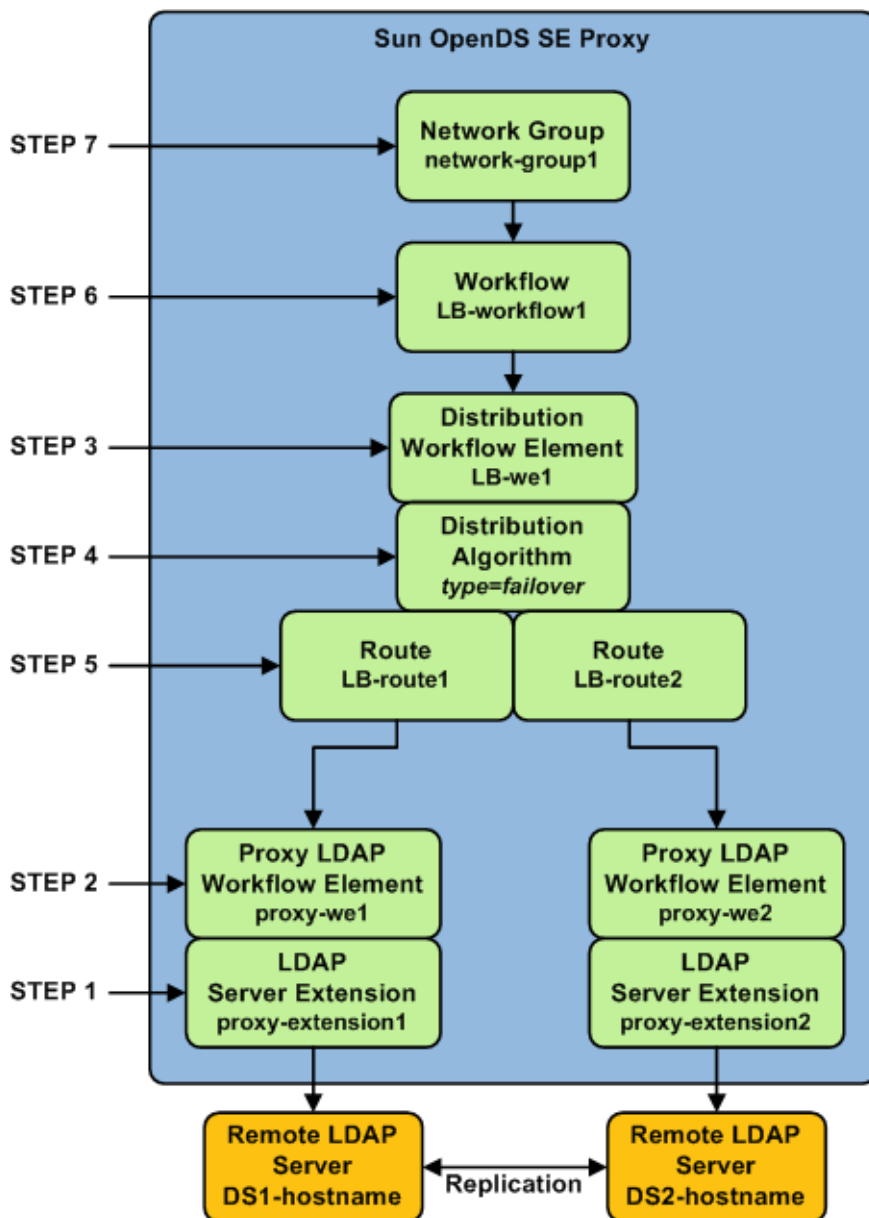 Sun OpenDS SE Proxy
STEP 7
Network Group
network-group1
STEP 6
Workflow
LB-workflow1
STEP 3
Distribution
Workflow Element
LB-we1
STEP 4
Distribution
Algorithm
type=failover
STEP 5
Route
LB-route1
Route
LB-route2
STEP 2
Proxy LDAP
Workflow Element
proxy-we1
Proxy LDAP
Workflow Element
proxy-we2
STEP 1
LDAP
Server Extension
proxy-extension1
LDAP
Server Extension
proxy-extension2
Remote LDAP
Server
DS1-hostname
Replication
Remote LDAP
Server
DS2-hostname